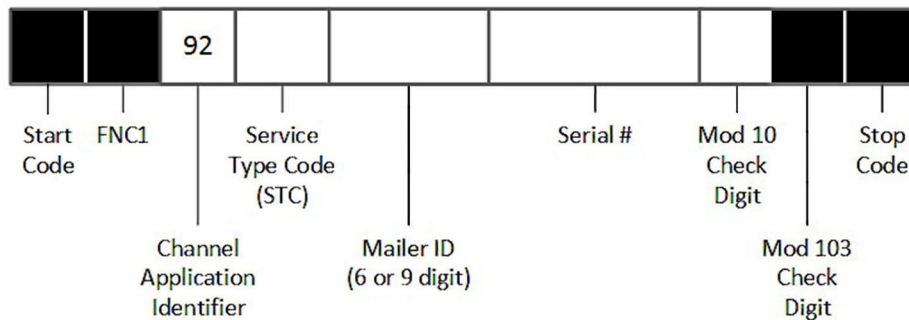 92
Start
Code
FNC1
Channel
Application
Identifier
Service
Type Code
(STC)
Mailer ID
(6 or 9 digit)
Serial #
Mod 10
Check
Digit
Mod 103
Check
Digit
Stop
Code